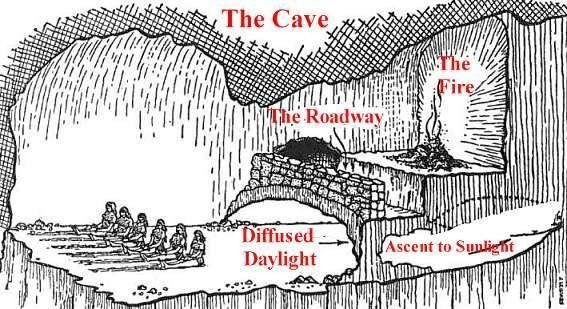 The Cave
The
Fire
The Roadway
Diffused
Daylight
Ascent to Sunlight